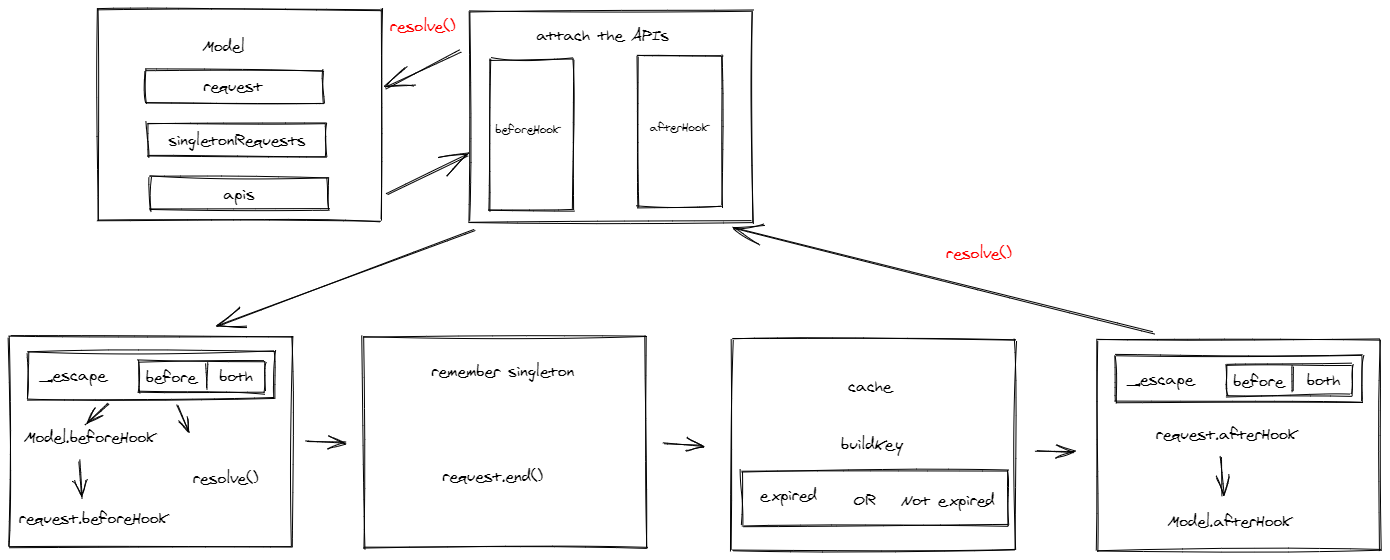 Model
request
singletonRequests
apis
resolve()
attach the APIs
beforeHook
afterHook
resolve()
_escape before both
Model.beforeHook
resolve()
request.beforeHook
remember singleton
request.end()
cache
buildKey
expired OR Not expired
_escape before both
request.afterHook
Model.afterHook